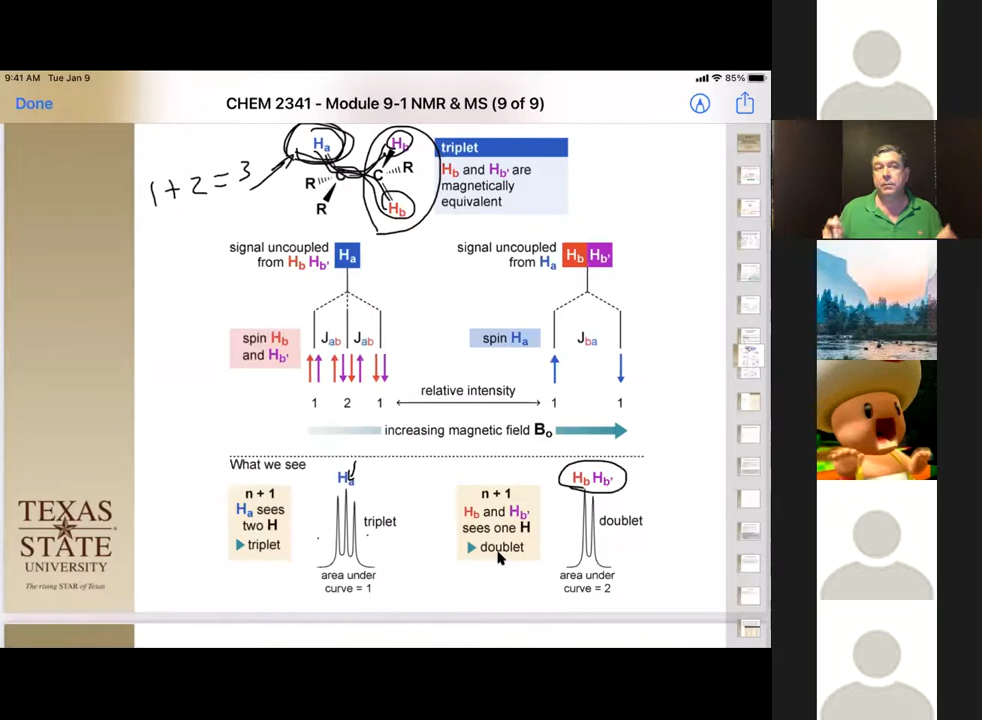 9:41 AM Tue Jan 9
85%
Done
CHEM 2341 - Module 9-1 NMR & MS (9 of 9)
1 + 2 = 3
Ha
Hb
R
C
C
R
R
Hb
triplet
Hb and Hb' are
magnetically
equivalent
signal uncoupled
from Hb Hb'
Ha
signal uncoupled
from Ha
Hb Hb'
spin Hb
and Hb'
Jab Jab
spin Ha
Jba
relative intensity
1 2 1
1 1
increasing magnetic field Bo
What we see
n + 1
Ha sees
two H
▶ triplet
Ha
triplet
area under
curve = 1
n + 1
Hb and Hb'
sees one H
▶ doublet
Hb Hb'
doublet
area under
curve = 2
TEXAS
STATE
UNIVERSITY
The rising STAR of Texas